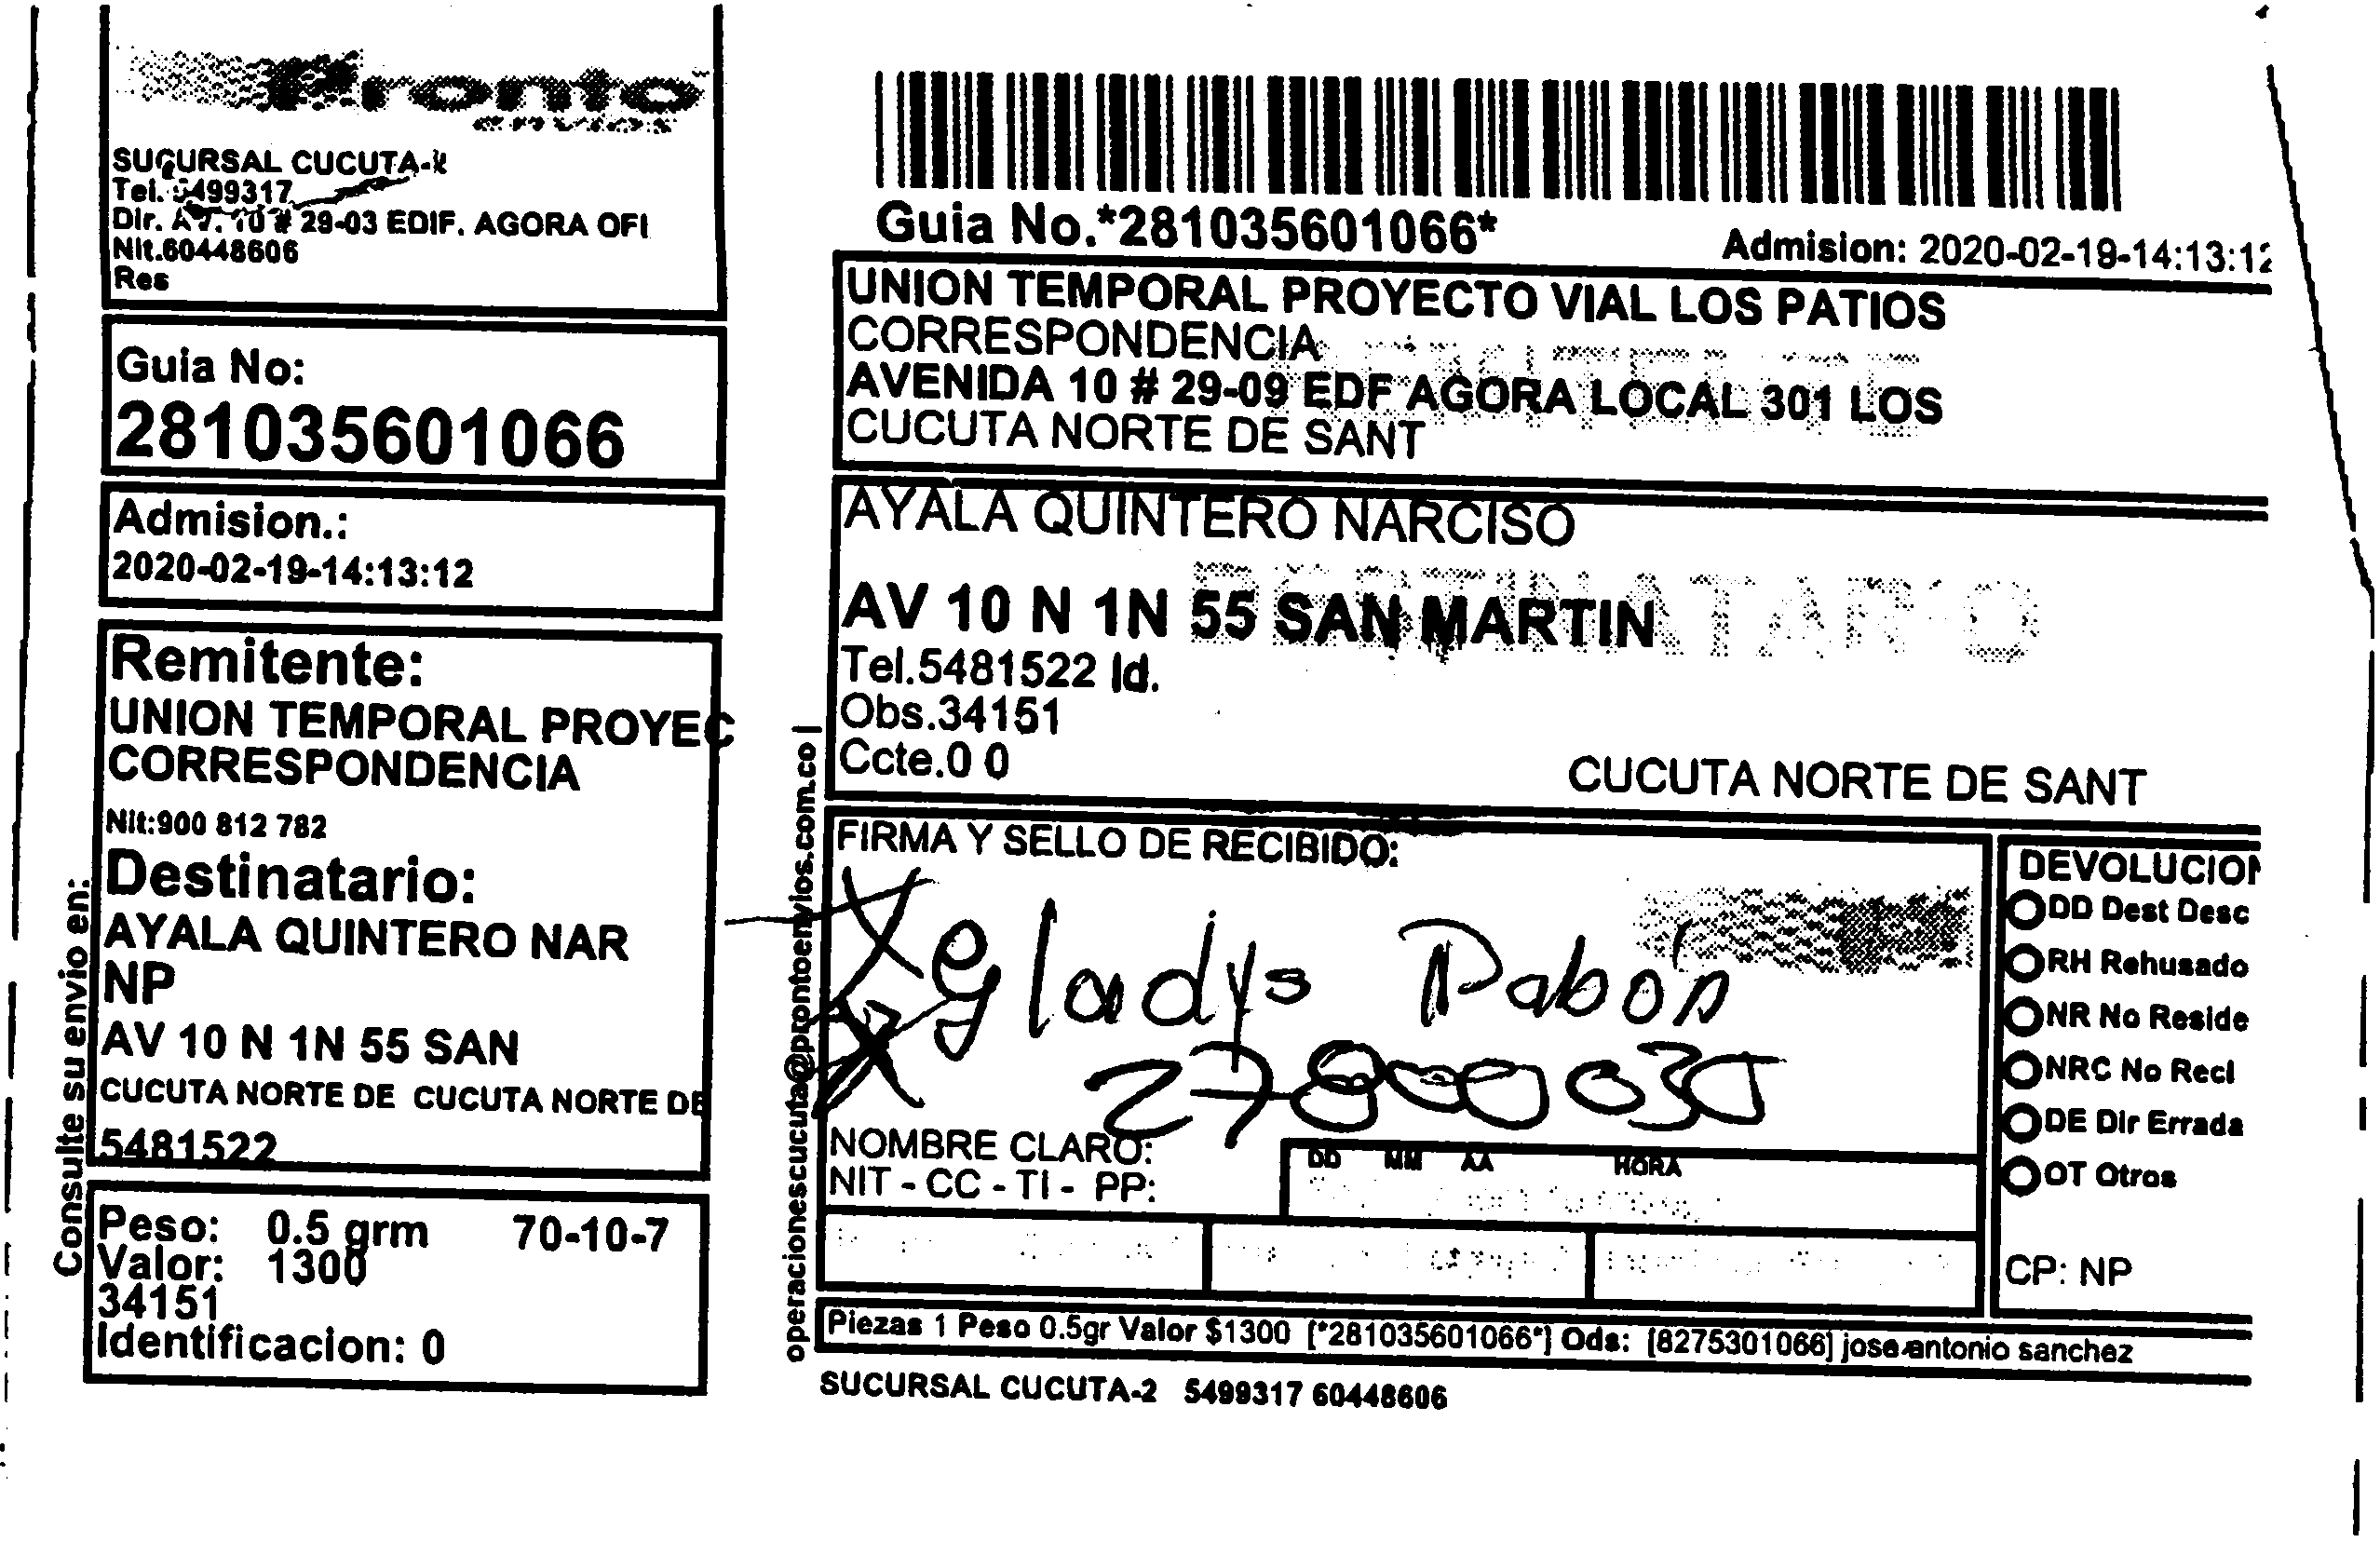 Pronto
envios
SUCURSAL CUCUTA-
Tel. 5499317
Dir. AV. 10 # 29-03 EDIF. AGORA OFI
Nit.60448606
Res
Guia No:
281035601066
Admision.:
2020-02-19-14:13:12
Remitente:
UNION TEMPORAL PROYEC
CORRESPONDENCIA
Nit:900 812 782
Destinatario:
AYALA QUINTERO NAR
NP
AV 10 N 1N 55 SAN
CUCUTA NORTE DE CUCUTA NORTE DE
5481522
Peso: 0.5 grm 70-10-7
Valor: 1300
34151
Identificacion: 0
Consulte su envio en:
operacionescucuta@prontoenvios.com.co |
Guia No.*281035601066*
Admision: 2020-02-19-14:13:12
UNION TEMPORAL PROYECTO VIAL LOS PATIOS
CORRESPONDENCIA
AVENIDA 10 # 29-09 EDF AGORA LOCAL 301 LOS
CUCUTA NORTE DE SANT
AYALA QUINTERO NARCISO
DESTINATARIO
AV 10 N 1N 55 SAN MARTIN
Tel.5481522 Id.
Obs.34151
Ccte.0 0
CUCUTA NORTE DE SANT
FIRMA Y SELLO DE RECIBIDO:
Gladys Pabón
NOMBRE CLARO:
NIT - CC - TI - PP:
DD MM AA HORA
DEVOLUCION
DD Dest Desc
RH Rehusado
NR No Reside
NRC No Recl
DE Dir Errada
OT Otros
CP: NP
Piezas 1 Peso 0.5gr Valor $1300 [*281035601066*] Ods: [8275301066] jose antonio sanchez
SUCURSAL CUCUTA-2 5499317 60448606